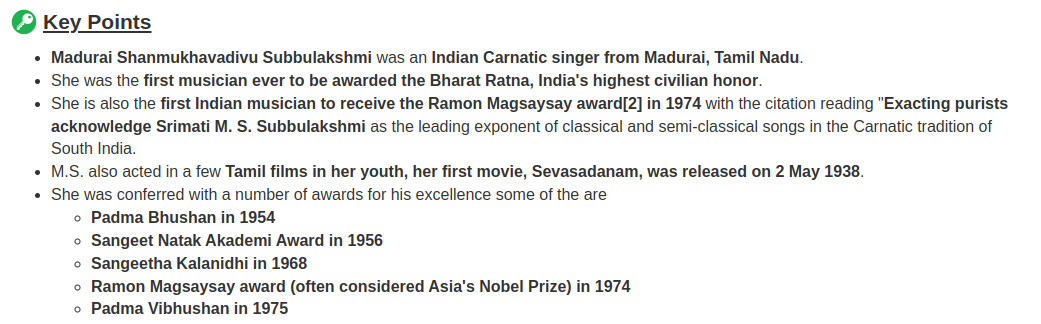 Key Points
Madurai Shanmukhavadivu Subbulakshmi was an Indian Carnatic singer from Madurai, Tamil Nadu.
She was the first musician ever to be awarded the Bharat Ratna, India's highest civilian honor.
She is also the first Indian musician to receive the Ramon Magsaysay award[2] in 1974 with the citation reading "Exacting purists
acknowledge Srimati M. S. Subbulakshmi as the leading exponent of classical and semi-classical songs in the Carnatic tradition of
South India.
M.S. also acted in a few Tamil films in her youth, her first movie, Sevasadanam, was released on 2 May 1938.
She was conferred with a number of awards for his excellence some of the are
Padma Bhushan in 1954
Sangeet Natak Akademi Award in 1956
Sangeetha Kalanidhi in 1968
Ramon Magsaysay award (often considered Asia's Nobel Prize) in 1974
Padma Vibhushan in 1975